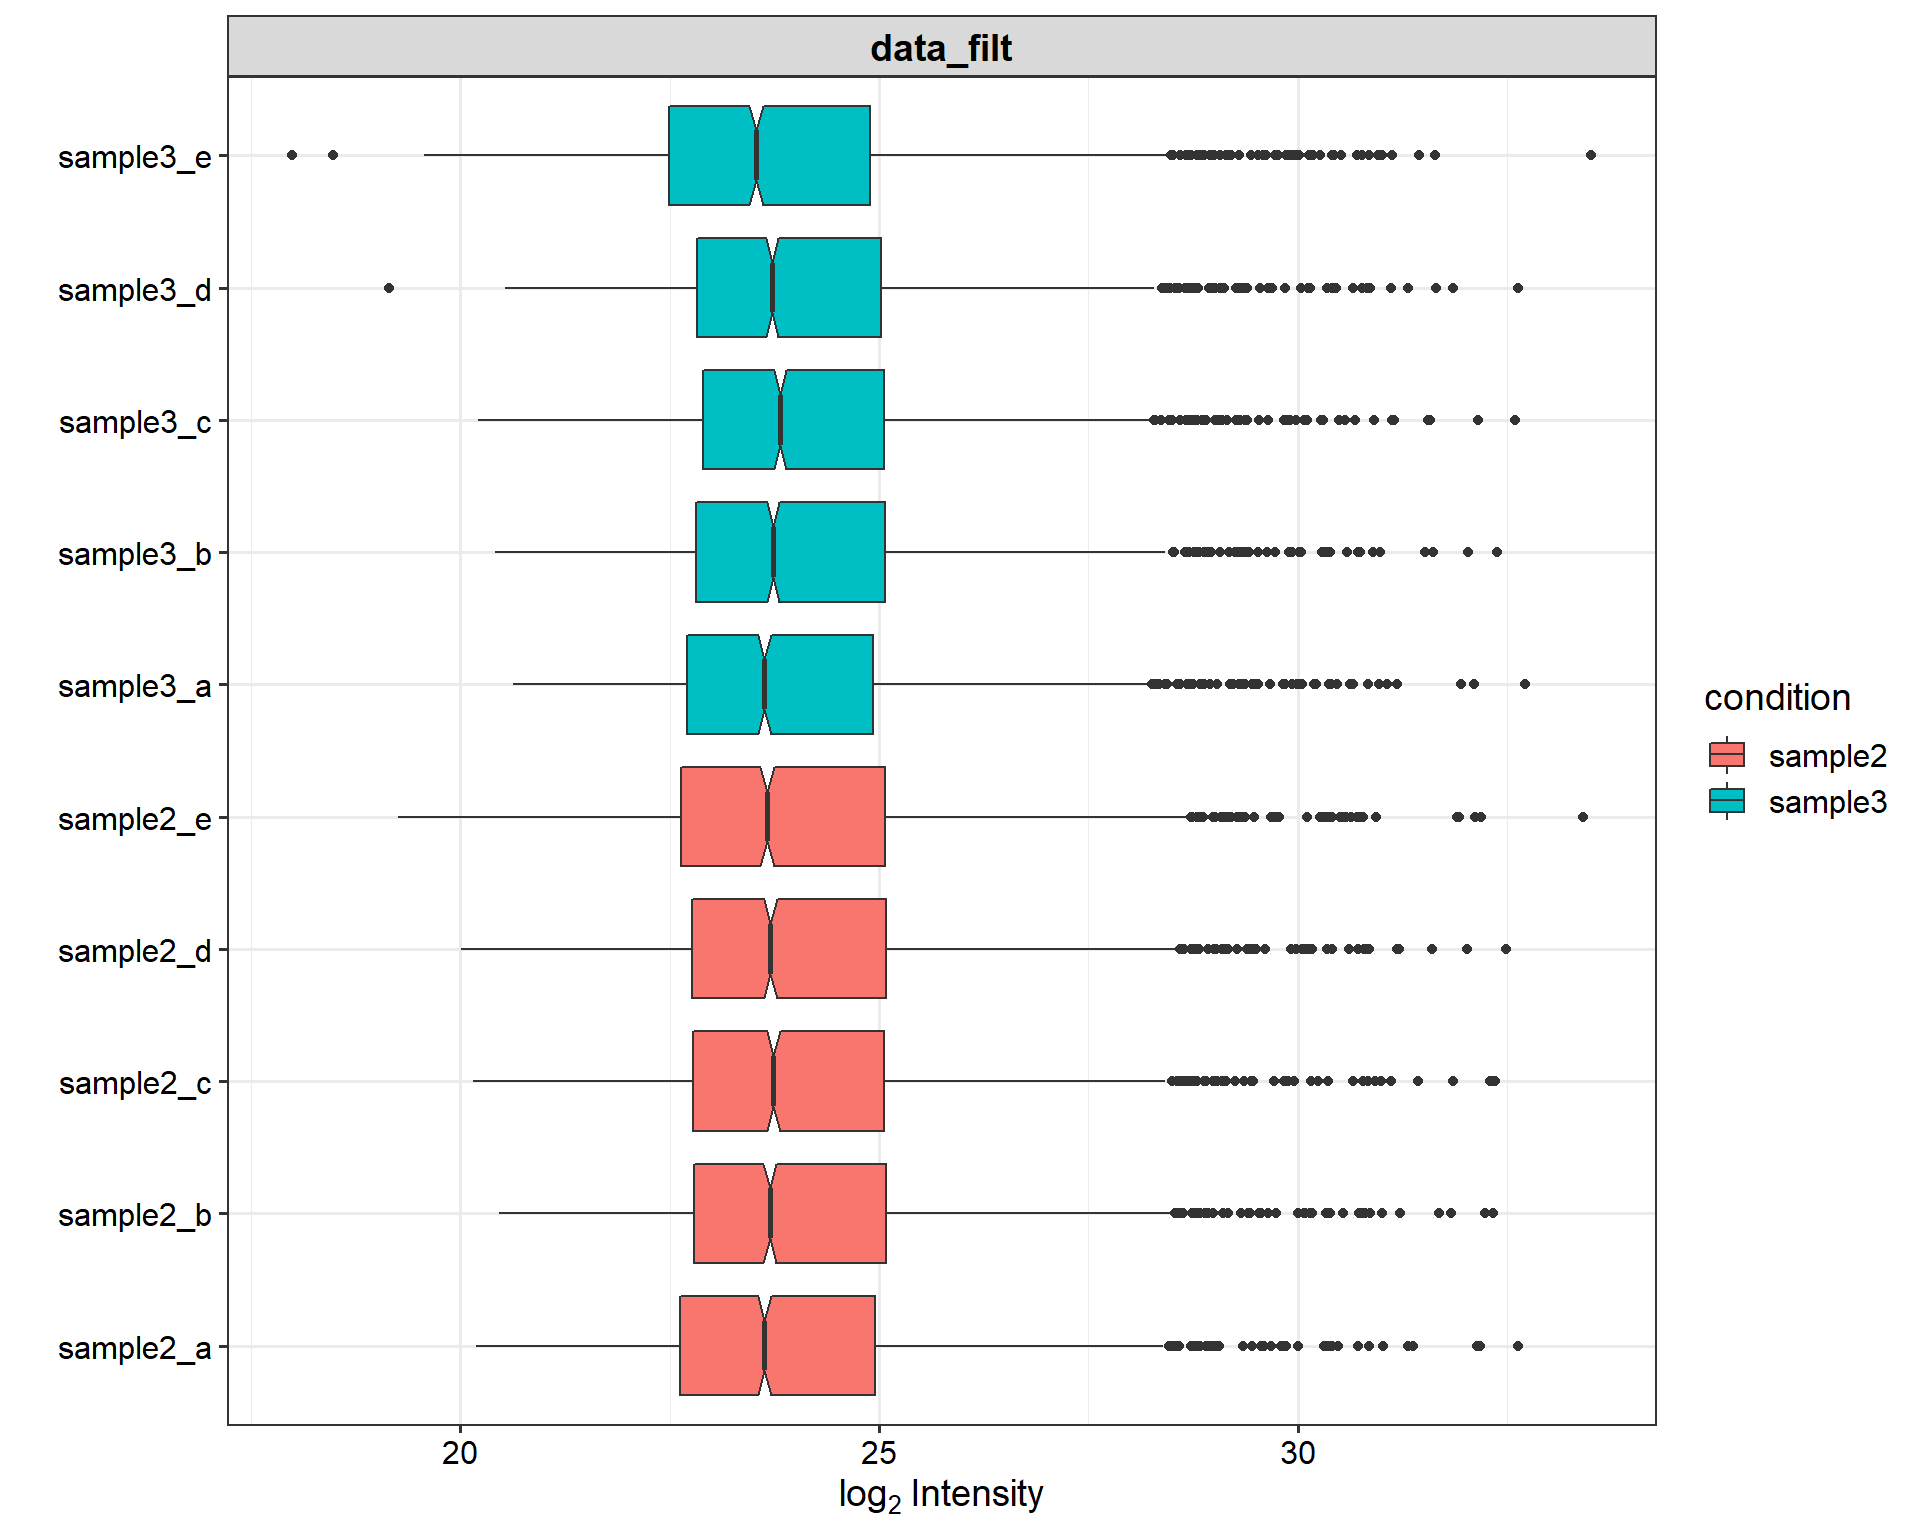 data_filt
sample3_e
sample3_d
sample3_c
sample3_b
sample3_a
sample2_e
sample2_d
sample2_c
sample2_b
sample2_a
20 25 30
log2 Intensity
condition
sample2
sample3